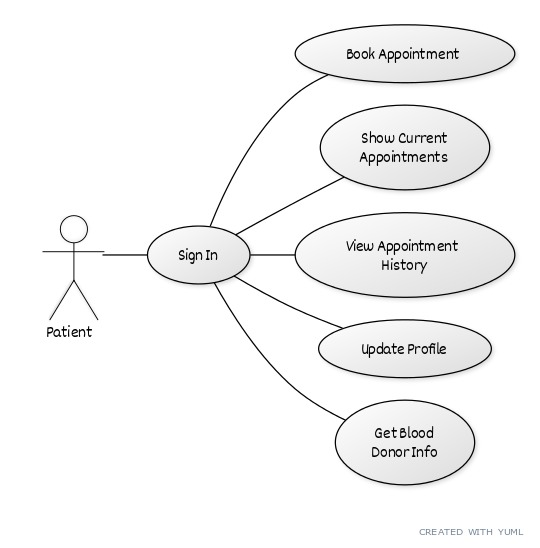 Book Appointment
Show Current
Appointments
Sign In
View Appointment
History
Patient
Update Profile
Get Blood
Donor Info
CREATED WITH YUML